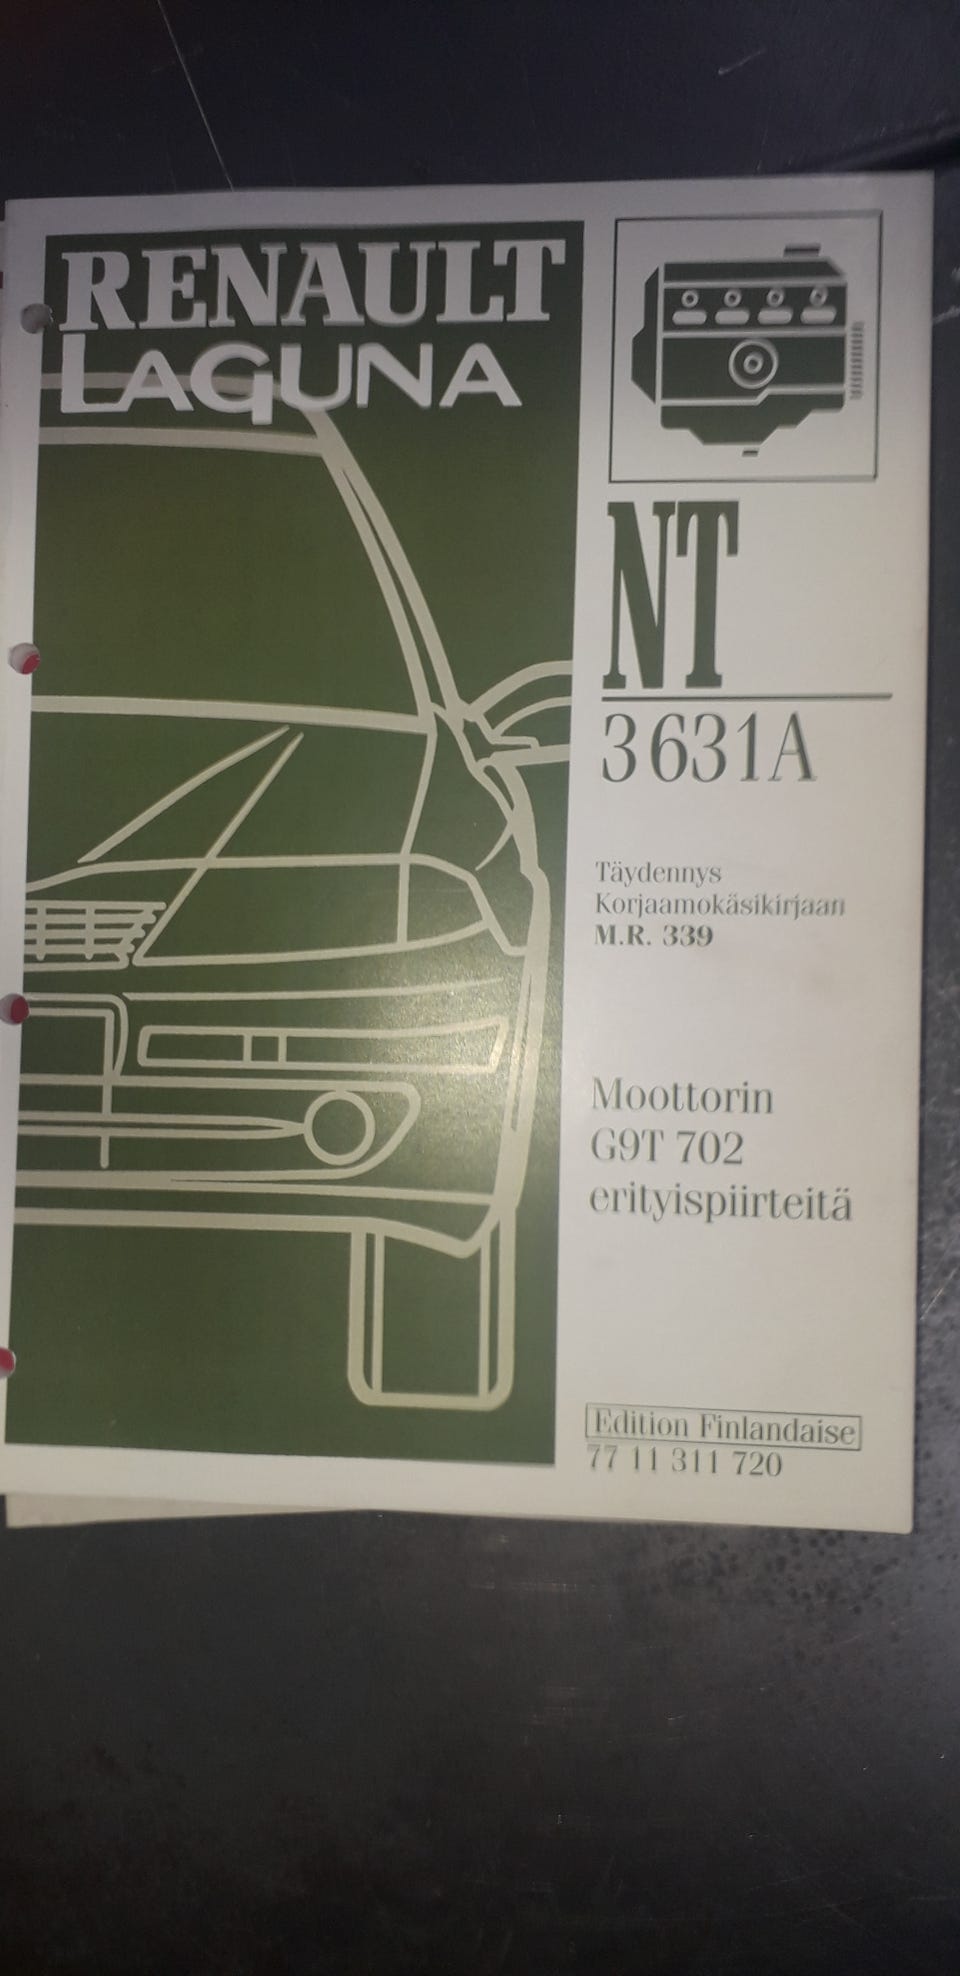 RENAULT
LAGUNA
NT
3631A
Täydennys
Korjaamokäsikirjaan
M.R. 339
Moottorin
G9T 702
erityispiirteitä
Edition Finlandaise
77 11 311 720